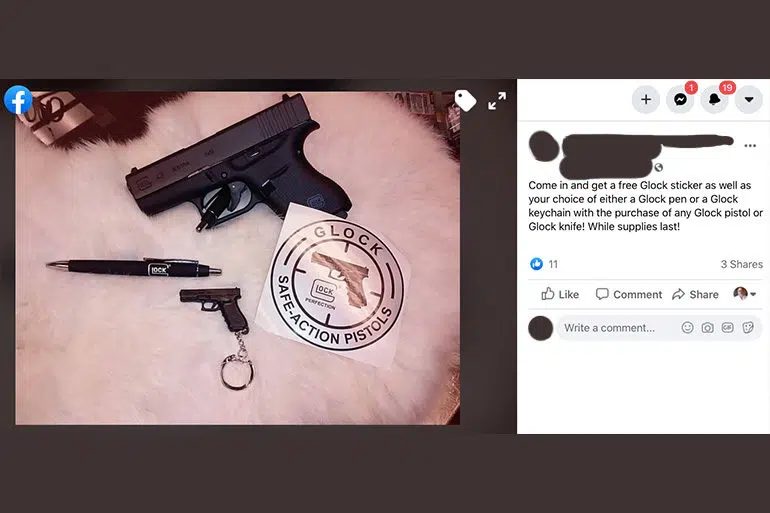 1
19
Come in and get a free Glock sticker as well as
your choice of either a Glock pen or a Glock
keychain with the purchase of any Glock pistol or
Glock knife! While supplies last!
11
3 Shares
Like Comment Share
Write a comment...
GIF
GLOCK
GLOCK
PERFECTION
SAFE-ACTION PISTOLS
GLOCK